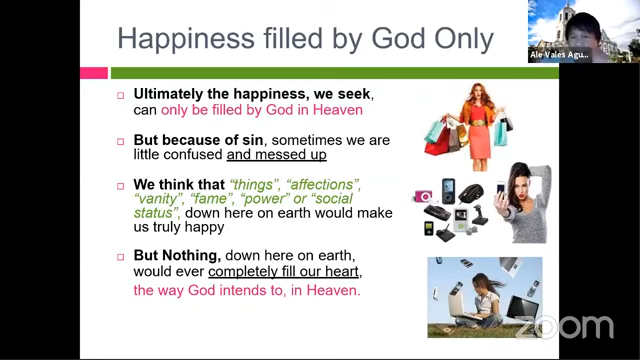 Happiness filled by God Only
Ale Vales Agu...
Ultimately the happiness, we seek,
can only be filled by God in Heaven
But because of sin, sometimes we are
little confused and messed up
We think that "things", "affections",
"vanity", "fame", "power" or "social
status", down here on earth would make
us truly happy
But Nothing, down here on earth,
would ever completely fill our heart,
the way God intends to, in Heaven.
zoom